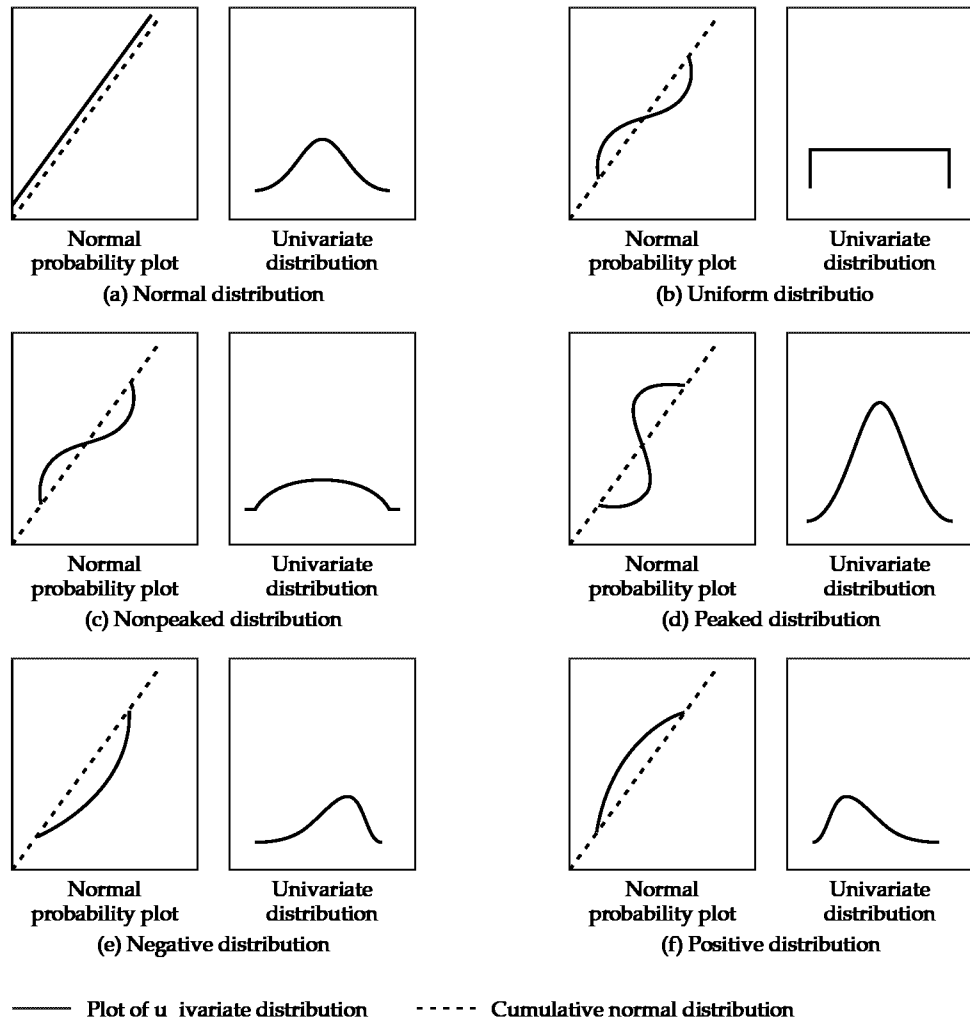 Normal
probability plot
Univariate
distribution
(a) Normal distribution
Normal
probability plot
Univariate
distribution
(b) Uniform distributio
Normal
probability plot
Univariate
distribution
(c) Nonpeaked distribution
Normal
probability plot
Univariate
distribution
(d) Peaked distribution
Normal
probability plot
Univariate
distribution
(e) Negative distribution
Normal
probability plot
Univariate
distribution
(f) Positive distribution
Plot of u ivariate distribution
Cumulative normal distribution